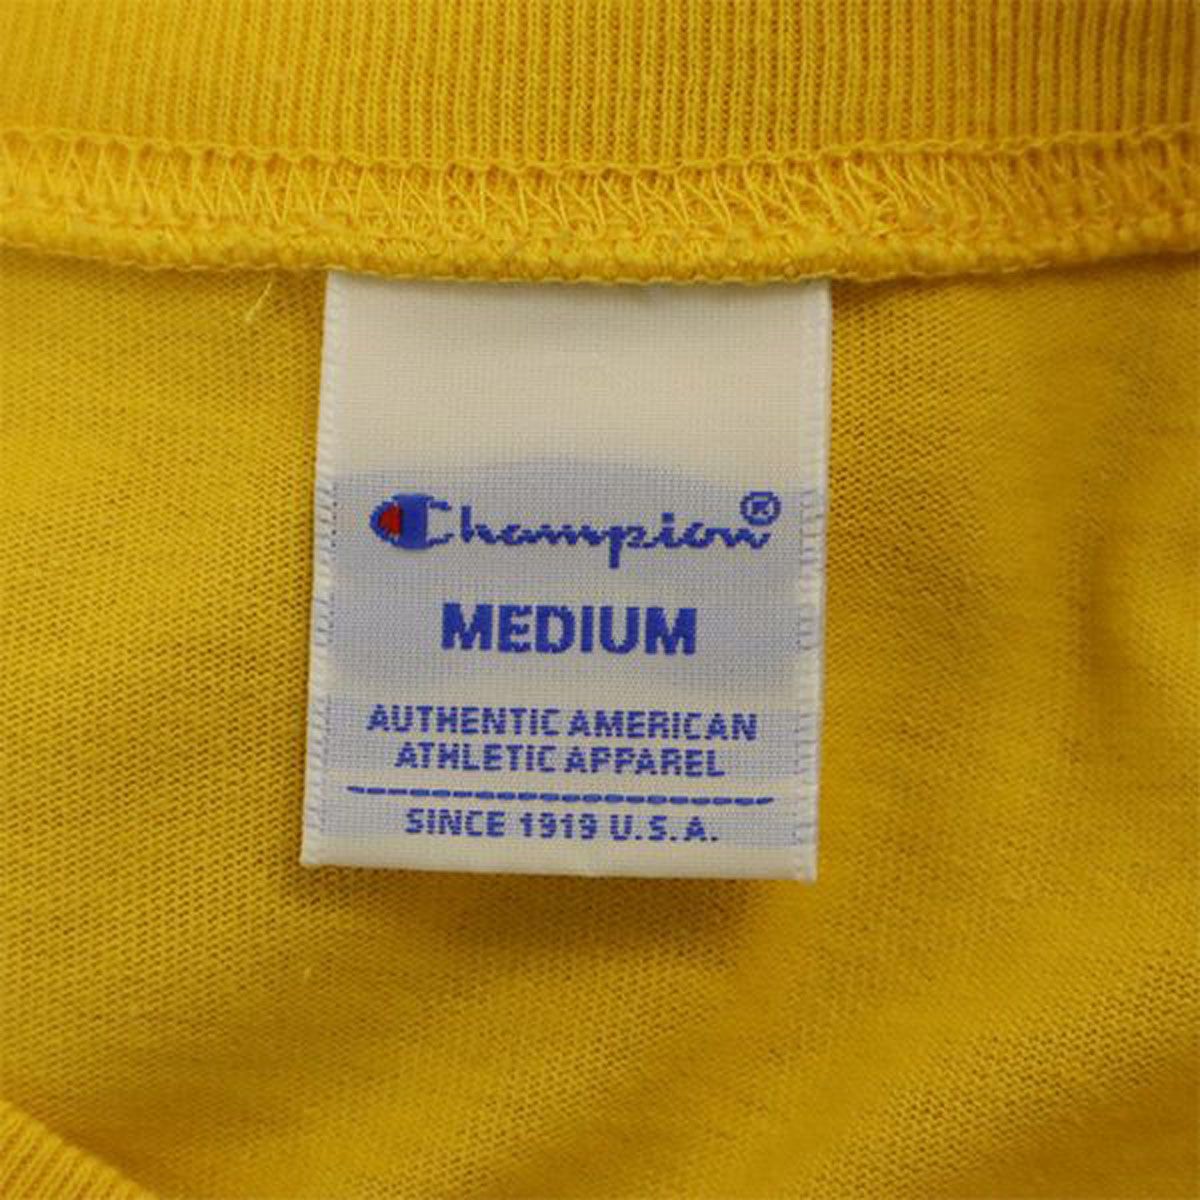 Champion®
MEDIUM
AUTHENTIC AMERICAN
ATHLETIC APPAREL
SINCE 1919 U.S.A.